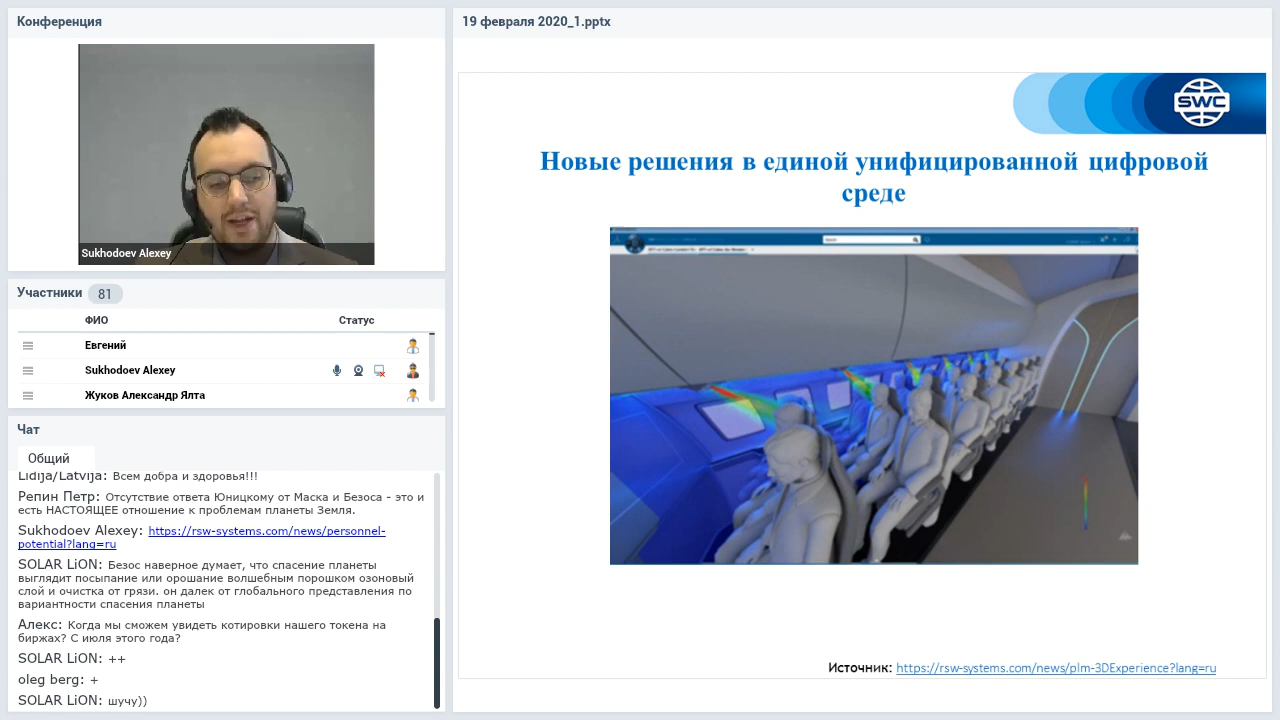 Конференция
Sukhodoev Alexey
Участники 81
ФИО Статус
Евгений
Sukhodoev Alexey
Жуков Александр Ялта
Чат
Общий
Lidija/Latvija: Всем добра и здоровья!!!
Репин Петр: Отсутствие ответа Юницкому от Маска и Безоса - это и
есть НАСТОЯЩЕЕ отношение к проблемам планеты Земля.
Sukhodoev Alexey: https://rsw-systems.com/news/personnel-
potential?lang=ru
SOLAR LiON: Безос наверное думает, что спасение планеты
выглядит посыпание или орошание волшебным порошком озоновый
слой и очистка от грязи. он далек от глобального представления по
вариантности спасения планеты
Алекс: Когда мы сможем увидеть котировки нашего токена на
биржах? С июля этого года?
SOLAR LiON: ++
oleg berg: +
SOLAR LiON: шучу))
19 февраля 2020_1.pptx
SWC
Новые решения в единой унифицированной цифровой
среде
Источник: https://rsw-systems.com/news/plm-3DExperience?lang=ru